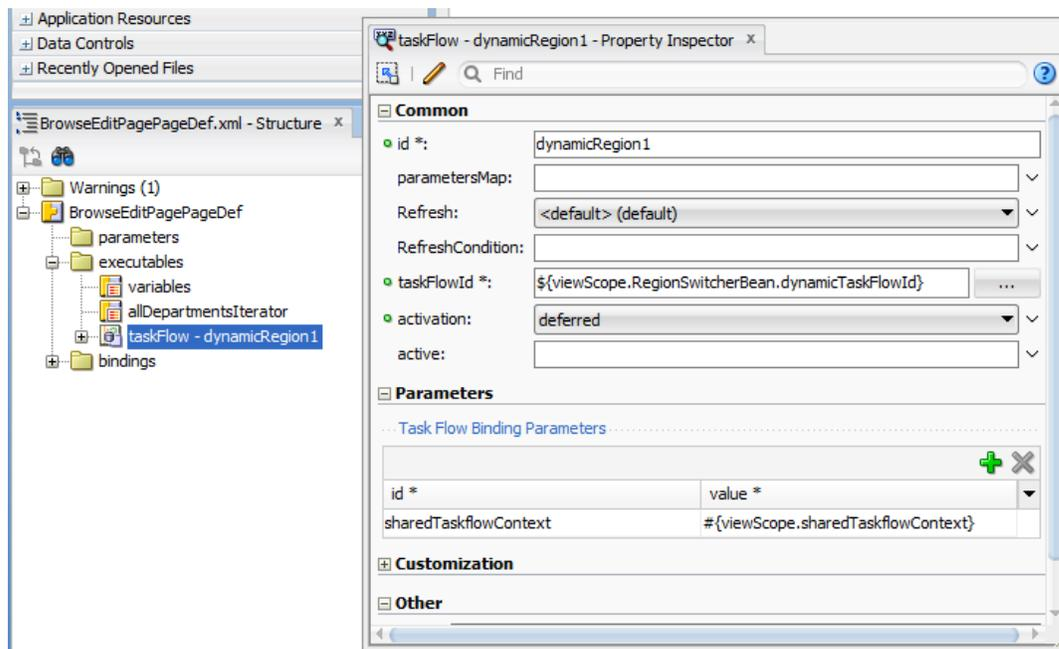 Application Resources
Data Controls
Recently Opened Files
BrowseEditPagePageDef.xml - Structure x
Warnings (1)
BrowseEditPagePageDef
parameters
executables
variables
allDepartmentsIterator
taskFlow - dynamicRegion1
bindings
taskFlow - dynamicRegion1 - Property Inspector x
Find
Common
id *: dynamicRegion1
parametersMap:
Refresh: <default> (default)
RefreshCondition:
taskFlowId *: ${viewScope.RegionSwitcherBean.dynamicTaskFlowId} ...
activation: deferred
active:
Parameters
Task Flow Binding Parameters
id * value *
sharedTaskflowContext #{viewScope.sharedTaskflowContext}
Customization
Other